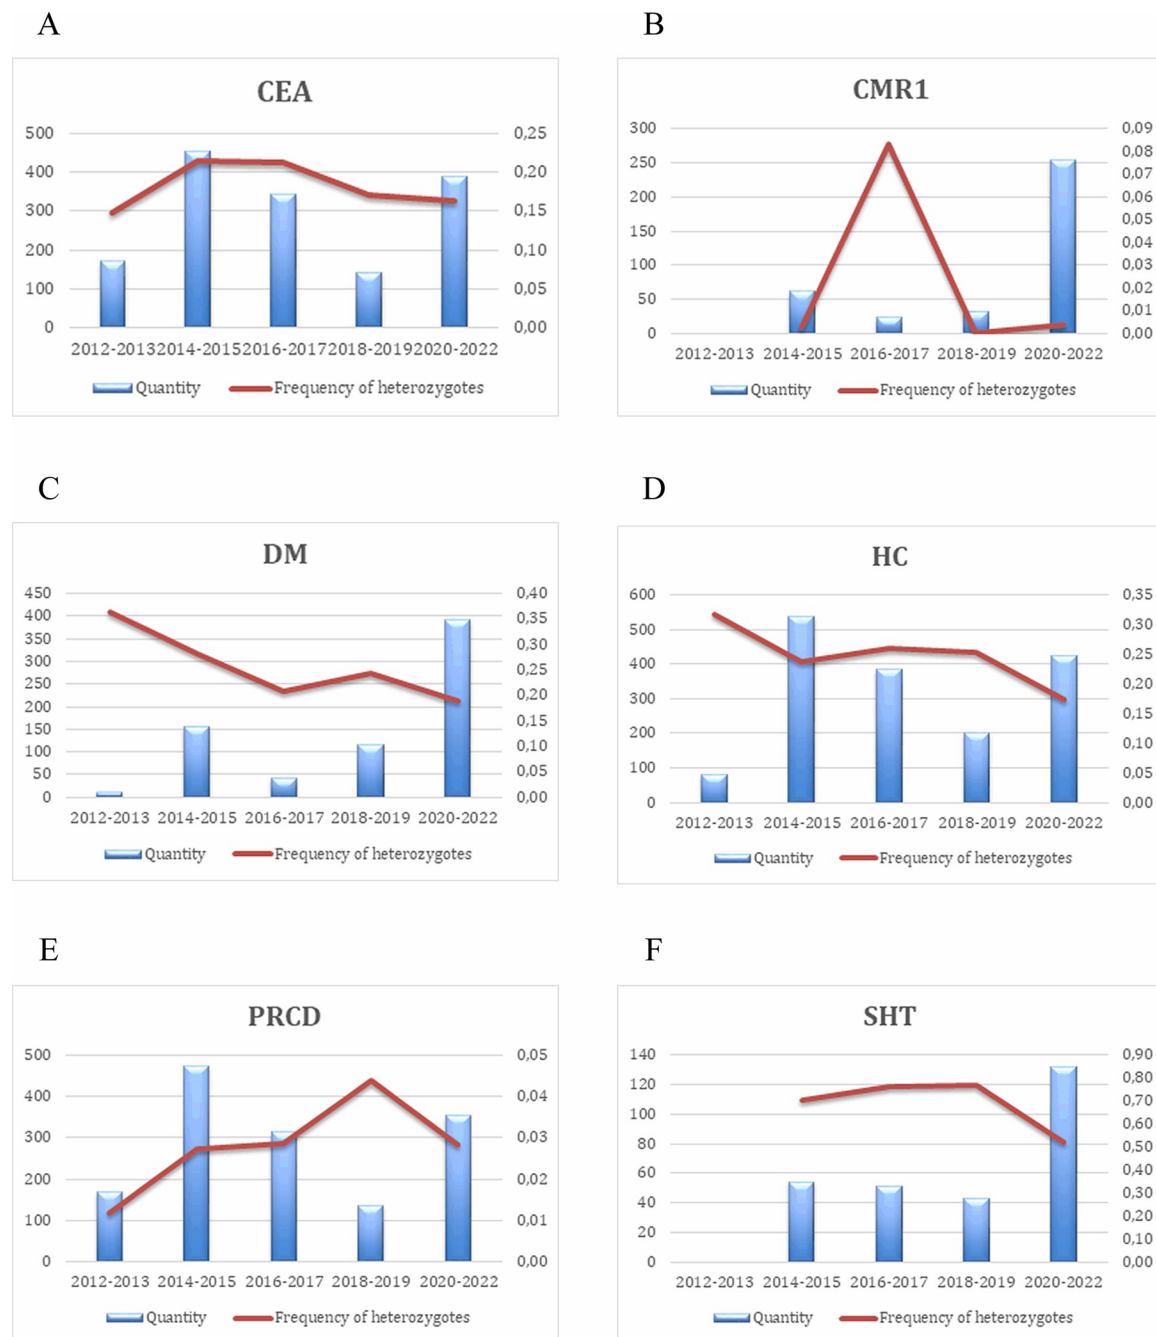 A
CEA
500 0,25
400 0,20
300 0,15
200 0,10
100 0,05
0 0,00
2012-2013 2014-2015 2016-2017 2018-2019 2020-2022
Quantity Frequency of heterozygotes
B
CMR1
300 0,09
0,08
250 0,07
200 0,06
0,05
150 0,04
100 0,03
0,02
50 0,01
0 0,00
2012-2013 2014-2015 2016-2017 2018-2019 2020-2022
Quantity Frequency of heterozygotes
C
DM
450 0,40
400 0,35
350 0,30
300 0,25
250
200 0,20
150 0,15
100 0,10
50 0,05
0 0,00
2012-2013 2014-2015 2016-2017 2018-2019 2020-2022
Quantity Frequency of heterozygotes
D
HC
600 0,35
500 0,30
400 0,25
300 0,20
0,15
200 0,10
100 0,05
0 0,00
2012-2013 2014-2015 2016-2017 2018-2019 2020-2022
Quantity Frequency of heterozygotes
E
PRCD
500 0,05
400 0,04
300 0,03
200 0,02
100 0,01
0 0,00
2012-2013 2014-2015 2016-2017 2018-2019 2020-2022
Quantity Frequency of heterozygotes
F
SHT
140 0,90
120 0,80
100 0,70
0,60
80 0,50
60 0,40
40 0,30
0,20
20 0,10
0 0,00
2012-2013 2014-2015 2016-2017 2018-2019 2020-2022
Quantity Frequency of heterozygotes